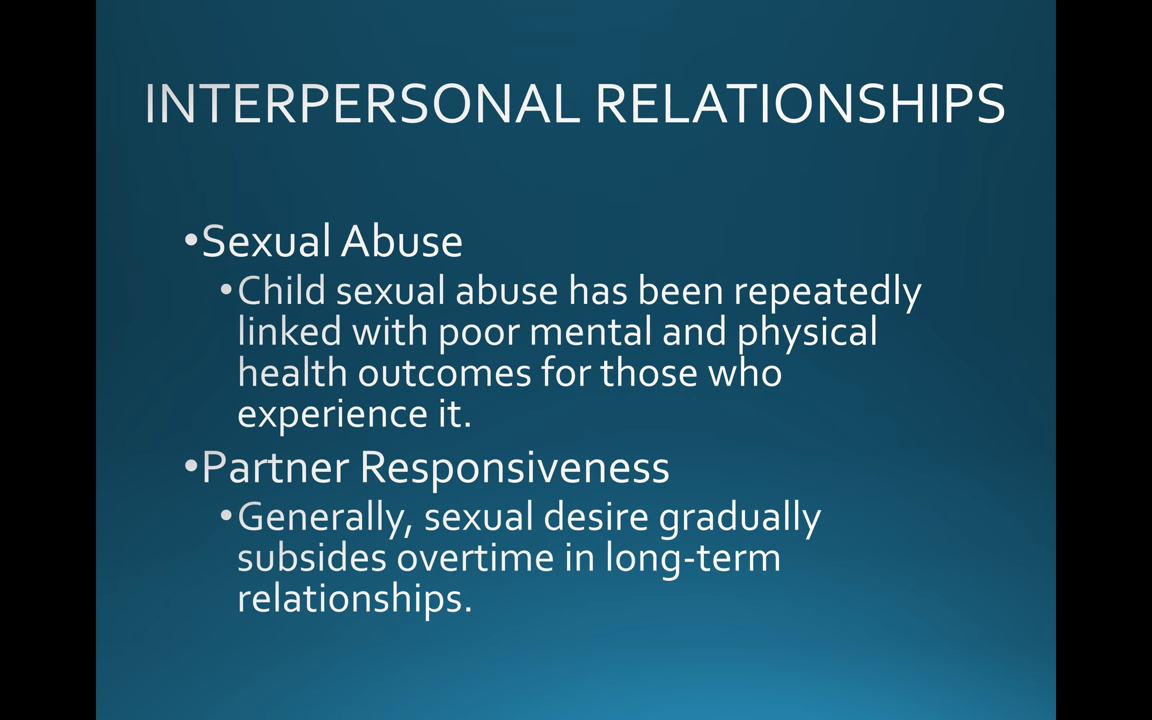 INTERPERSONAL RELATIONSHIPS
•Sexual Abuse
•Child sexual abuse has been repeatedly
linked with poor mental and physical
health outcomes for those who
experience it.
•Partner Responsiveness
•Generally, sexual desire gradually
subsides overtime in long-term
relationships.